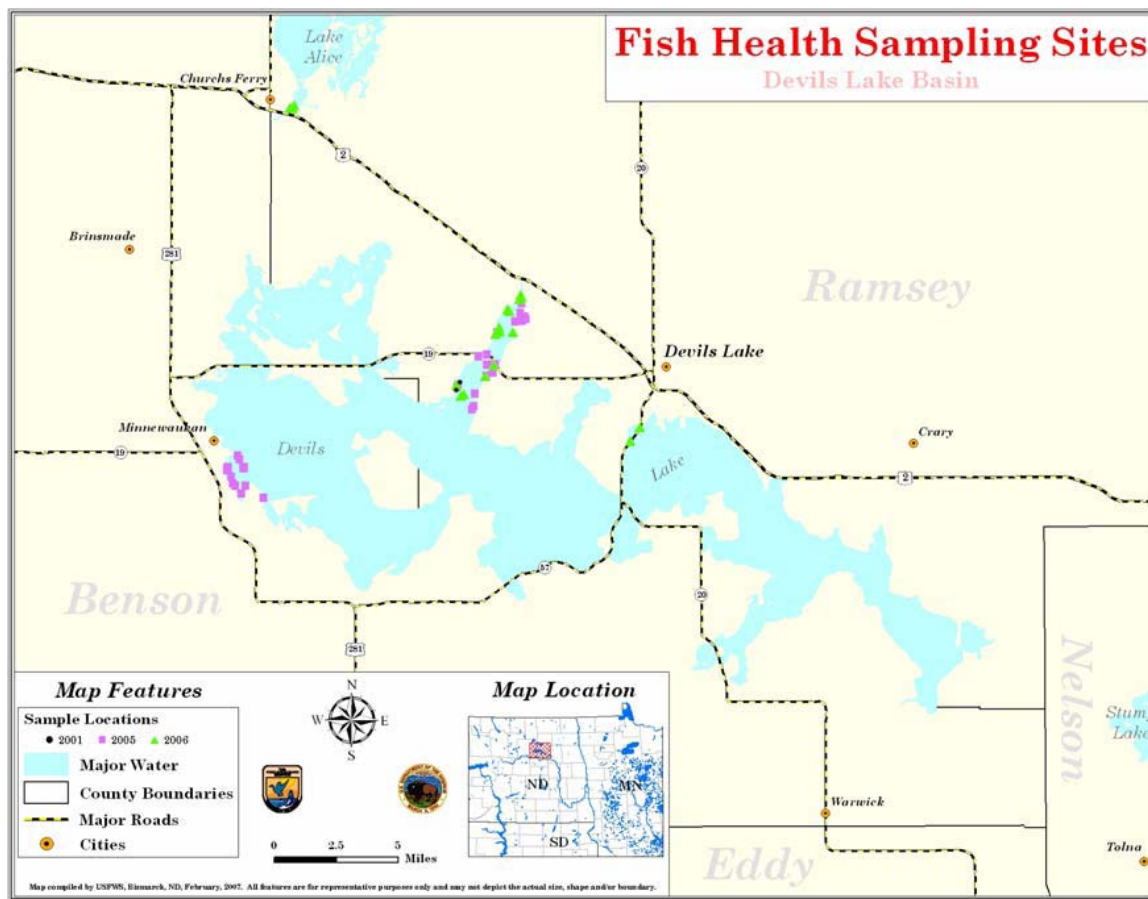 Fish Health Sampling Sites
Devils Lake Basin
Lake
Alice
Churchs Ferry
2
20
Brinsmade
281
Ramsey
19
Devils Lake
Minnewaukan
Devils
Lake
Crary
19
2
57
Benson
20
281
Nelson
Lake
Warwick
Eddy
Tolna
Map Features
Sample Locations
2001 2005 2006
Major Water
County Boundaries
Major Roads
Cities
N
W E
S
0 2.5 5
Miles
Map Location
ND
MN
SD
Map compiled by USFWS, Bismarck, ND, February, 2007. All features are for representative purposes only and may not depict the actual size, shape and/or boundary.